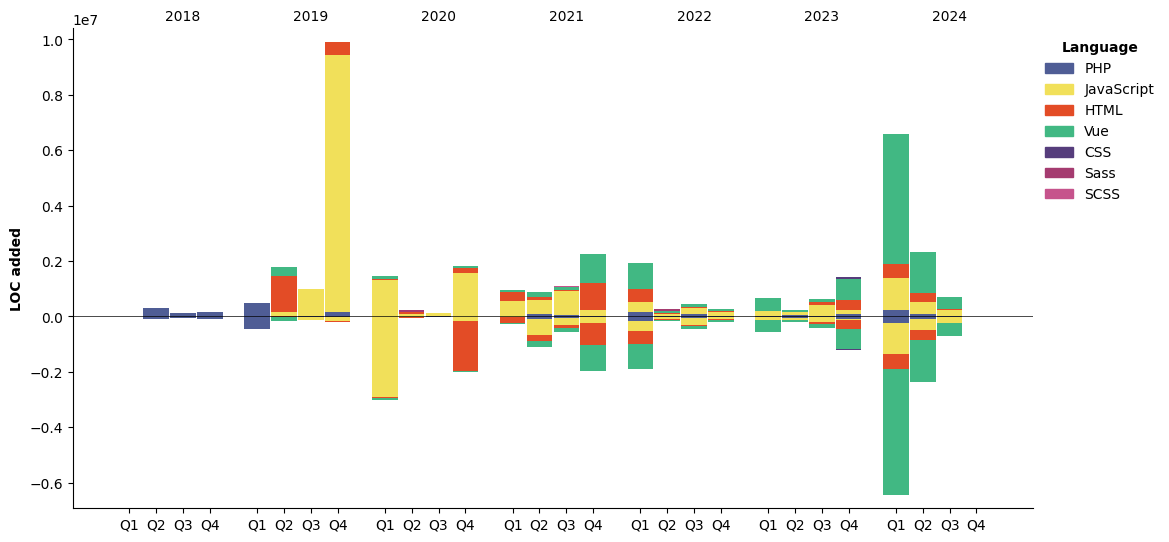 1e7
2018 2019 2020 2021 2022 2023 2024
1.0
0.8
0.6
0.4
0.2
0.0
−0.2
−0.4
−0.6
LOC added
Q1 Q2 Q3 Q4 Q1 Q2 Q3 Q4 Q1 Q2 Q3 Q4 Q1 Q2 Q3 Q4 Q1 Q2 Q3 Q4 Q1 Q2 Q3 Q4 Q1 Q2 Q3 Q4
Language
PHP
JavaScript
HTML
Vue
CSS
Sass
SCSS